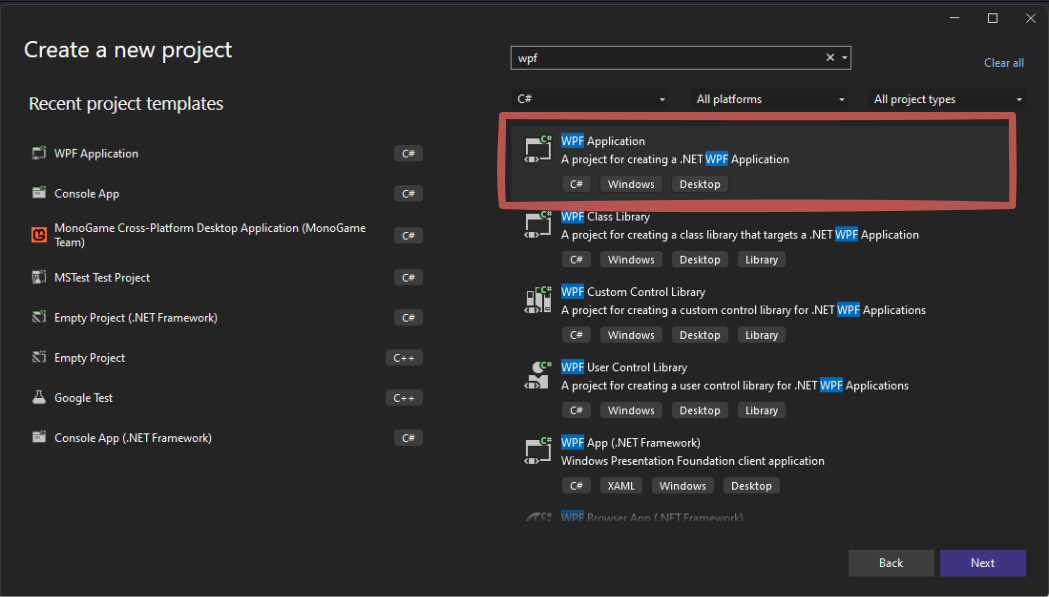 Create a new project
wpf
Clear all
C#
All platforms
All project types
Recent project templates
WPF Application
C#
Console App
C#
MonoGame Cross-Platform Desktop Application (MonoGame
Team)
C#
MSTest Test Project
C#
Empty Project (.NET Framework)
C#
Empty Project
C++
Google Test
C++
Console App (.NET Framework)
C#
WPF Application
A project for creating a .NET WPF Application
C# Windows Desktop
WPF Class Library
A project for creating a class library that targets a .NET WPF Application
C# Windows Desktop Library
WPF Custom Control Library
A project for creating a custom control library for .NET WPF Applications
C# Windows Desktop Library
WPF User Control Library
A project for creating a user control library for .NET WPF Applications
C# Windows Desktop Library
WPF App (.NET Framework)
Windows Presentation Foundation client application
C# XAML Windows Desktop
WPF Browser App (.NET Framework)
Back
Next